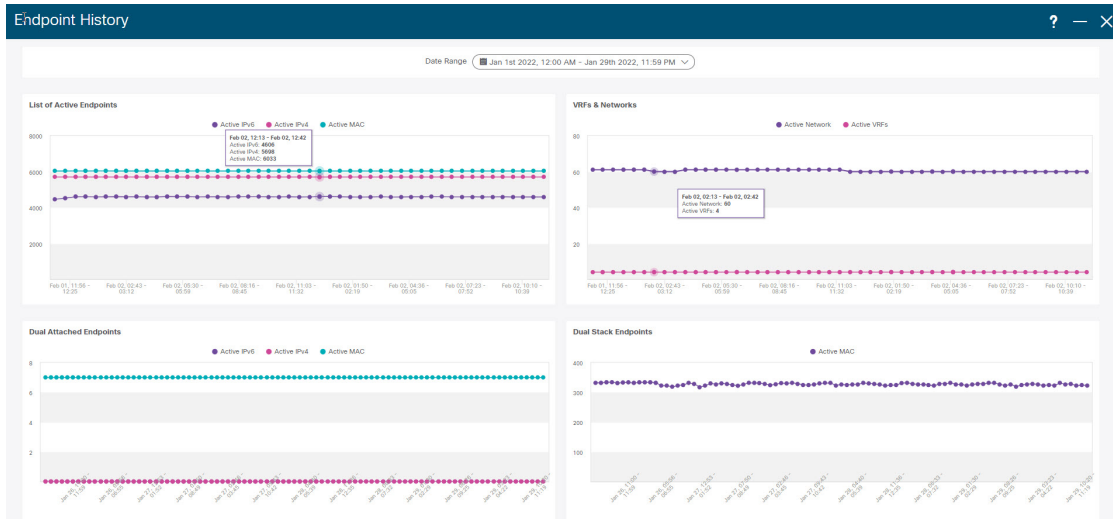 Endpoint History
? — ×
Date Range Jan 1st 2022, 12:00 AM – Jan 29th 2022, 11:59 PM
List of Active Endpoints
Active IPv6 Active IPv4 Active MAC
Feb 02, 12:13 - Feb 02, 12:42
Active IPv6: 4606
Active IPv4: 5698
Active MAC: 6033
8000
6000
4000
2000
Feb 01, 11:56 - Feb 02, 02:43 - Feb 02, 05:30 - Feb 02, 08:16 - Feb 02, 11:03 - Feb 02, 01:50 - Feb 02, 04:36 - Feb 02, 07:23 - Feb 02, 10:10 -
12:25 03:12 05:59 08:45 11:32 02:19 05:05 07:52 10:39
VRFs & Networks
Active Network Active VRFs
80
60
Feb 02, 02:13 - Feb 02, 02:42
Active Network: 60
Active VRFs: 4
40
20
Feb 01, 11:56 - Feb 02, 02:43 - Feb 02, 05:30 - Feb 02, 08:16 - Feb 02, 11:03 - Feb 02, 01:50 - Feb 02, 04:36 - Feb 02, 07:23 - Feb 02, 10:10 -
12:25 03:12 05:59 08:45 11:32 02:19 05:05 07:52 10:39
Dual Attached Endpoints
Active IPv6 Active IPv4 Active MAC
8
6
4
2
Dual Stack Endpoints
Active MAC
400
300
200
100